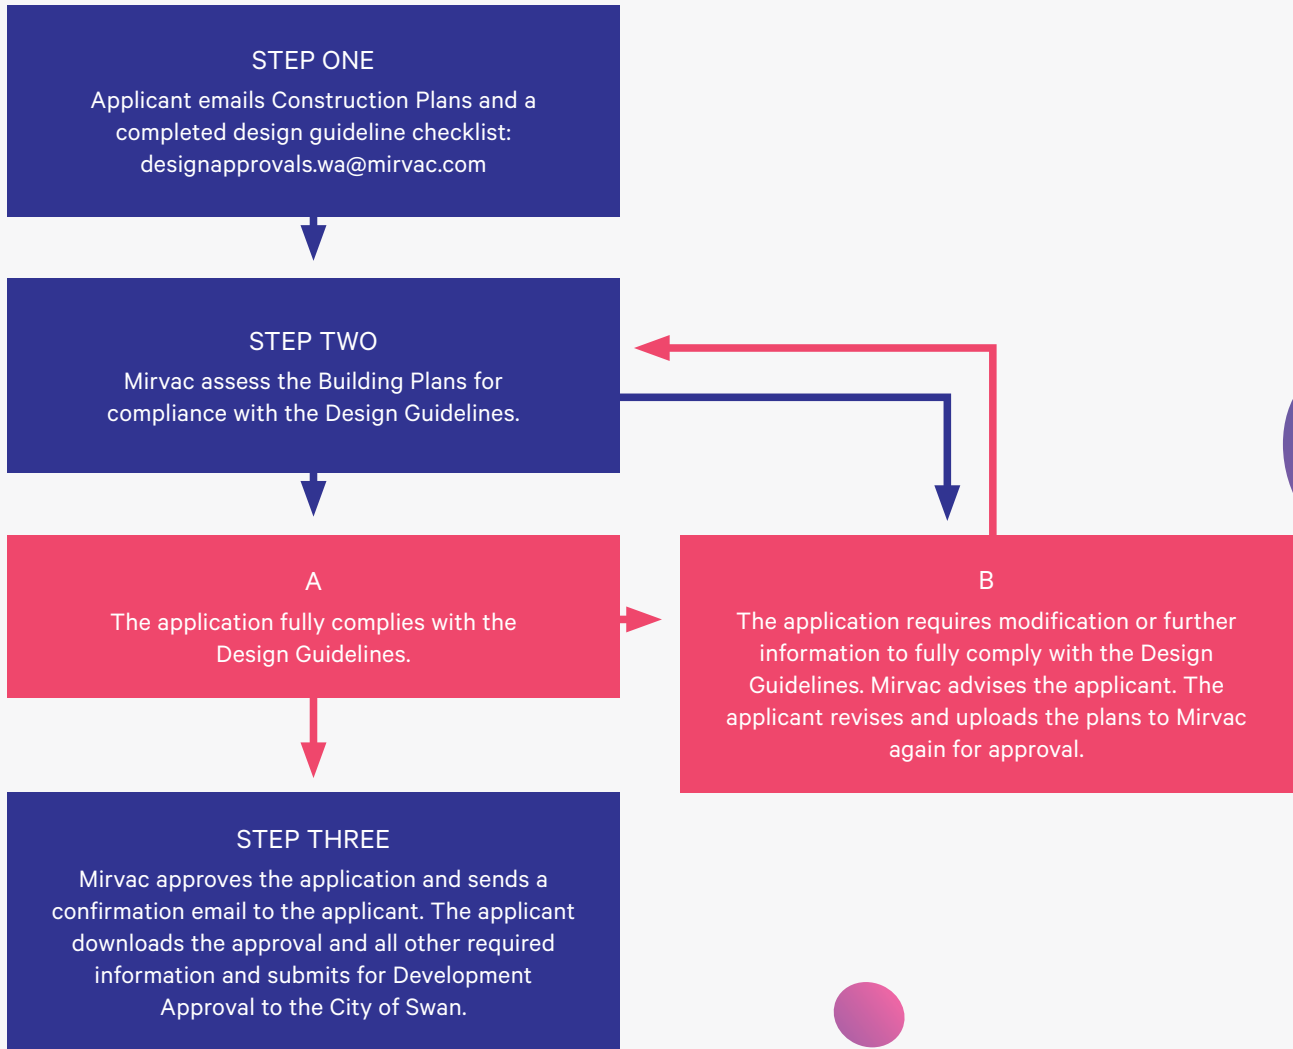 STEP ONE
Applicant emails Construction Plans and a
completed design guideline checklist:
designapprovals.wa@mirvac.com
STEP TWO
Mirvac assess the Building Plans for
compliance with the Design Guidelines.
A
The application fully complies with the
Design Guidelines.
B
The application requires modification or further
information to fully comply with the Design
Guidelines. Mirvac advises the applicant. The
applicant revises and uploads the plans to Mirvac
again for approval.
STEP THREE
Mirvac approves the application and sends a
confirmation email to the applicant. The applicant
downloads the approval and all other required
information and submits for Development
Approval to the City of Swan.